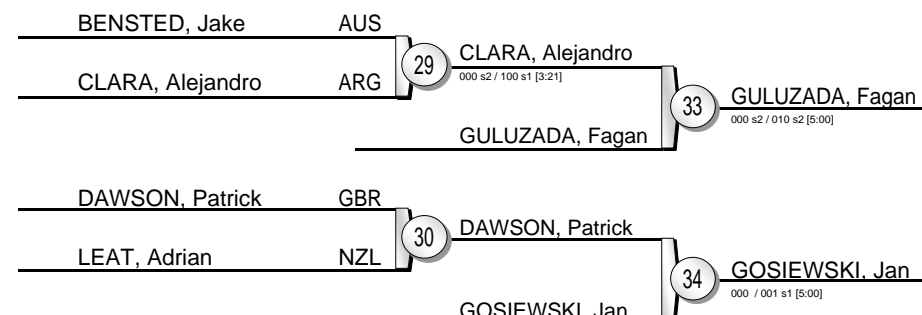 BENSTED, Jake AUS
CLARA, Alejandro ARG
29
CLARA, Alejandro
000 s2 / 100 s1 [3:21]
GULUZADA, Fagan
33
GULUZADA, Fagan
000 s2 / 010 s2 [5:00]
DAWSON, Patrick GBR
LEAT, Adrian NZL
30
DAWSON, Patrick
GOSIEWSKI, Jan
34
GOSIEWSKI, Jan
000 / 001 s1 [5:00]